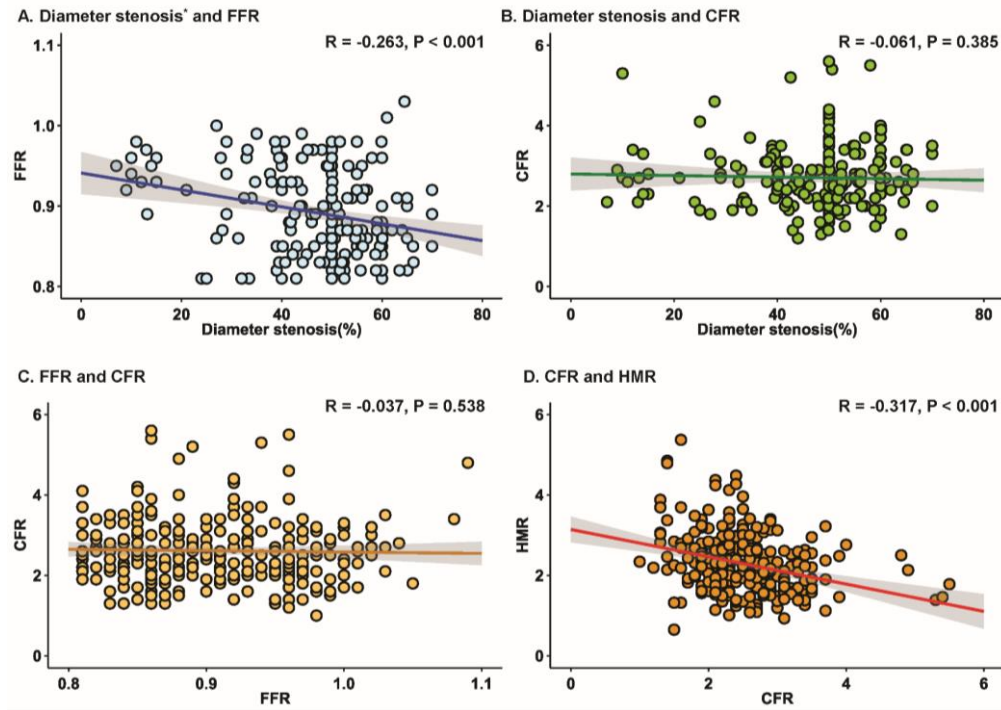 A. Diameter stenosis* and FFR
R = -0.263, P < 0.001
1.1
1.0
0.9
0.8
FFR
0 20 40 60 80
Diameter stenosis(%)
B. Diameter stenosis and CFR
R = -0.061, P = 0.385
6
4
2
0
CFR
0 20 40 60 80
Diameter stenosis(%)
C. FFR and CFR
R = -0.037, P = 0.538
6
4
2
0
CFR
0.8 0.9 1.0 1.1
FFR
D. CFR and HMR
R = -0.317, P < 0.001
6
4
2
0
HMR
0 2 4 6
CFR